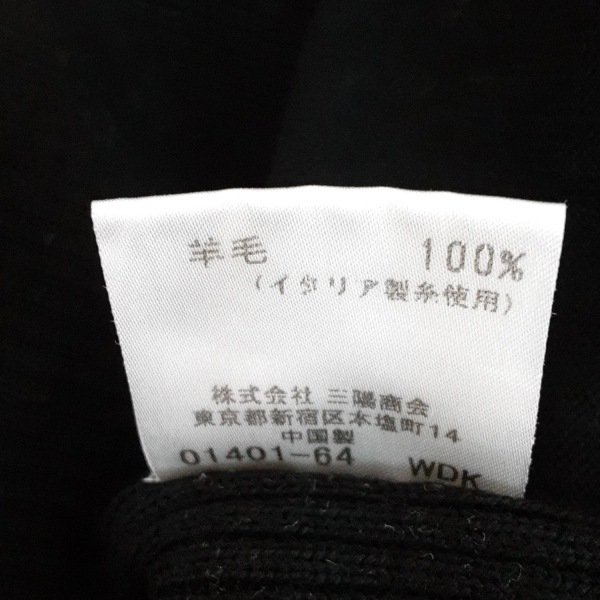 羊毛 100%
(イタリア製糸使用)
株式会社 三陽商会
東京都新宿区本塩町14
中国製
01401-64 WDK